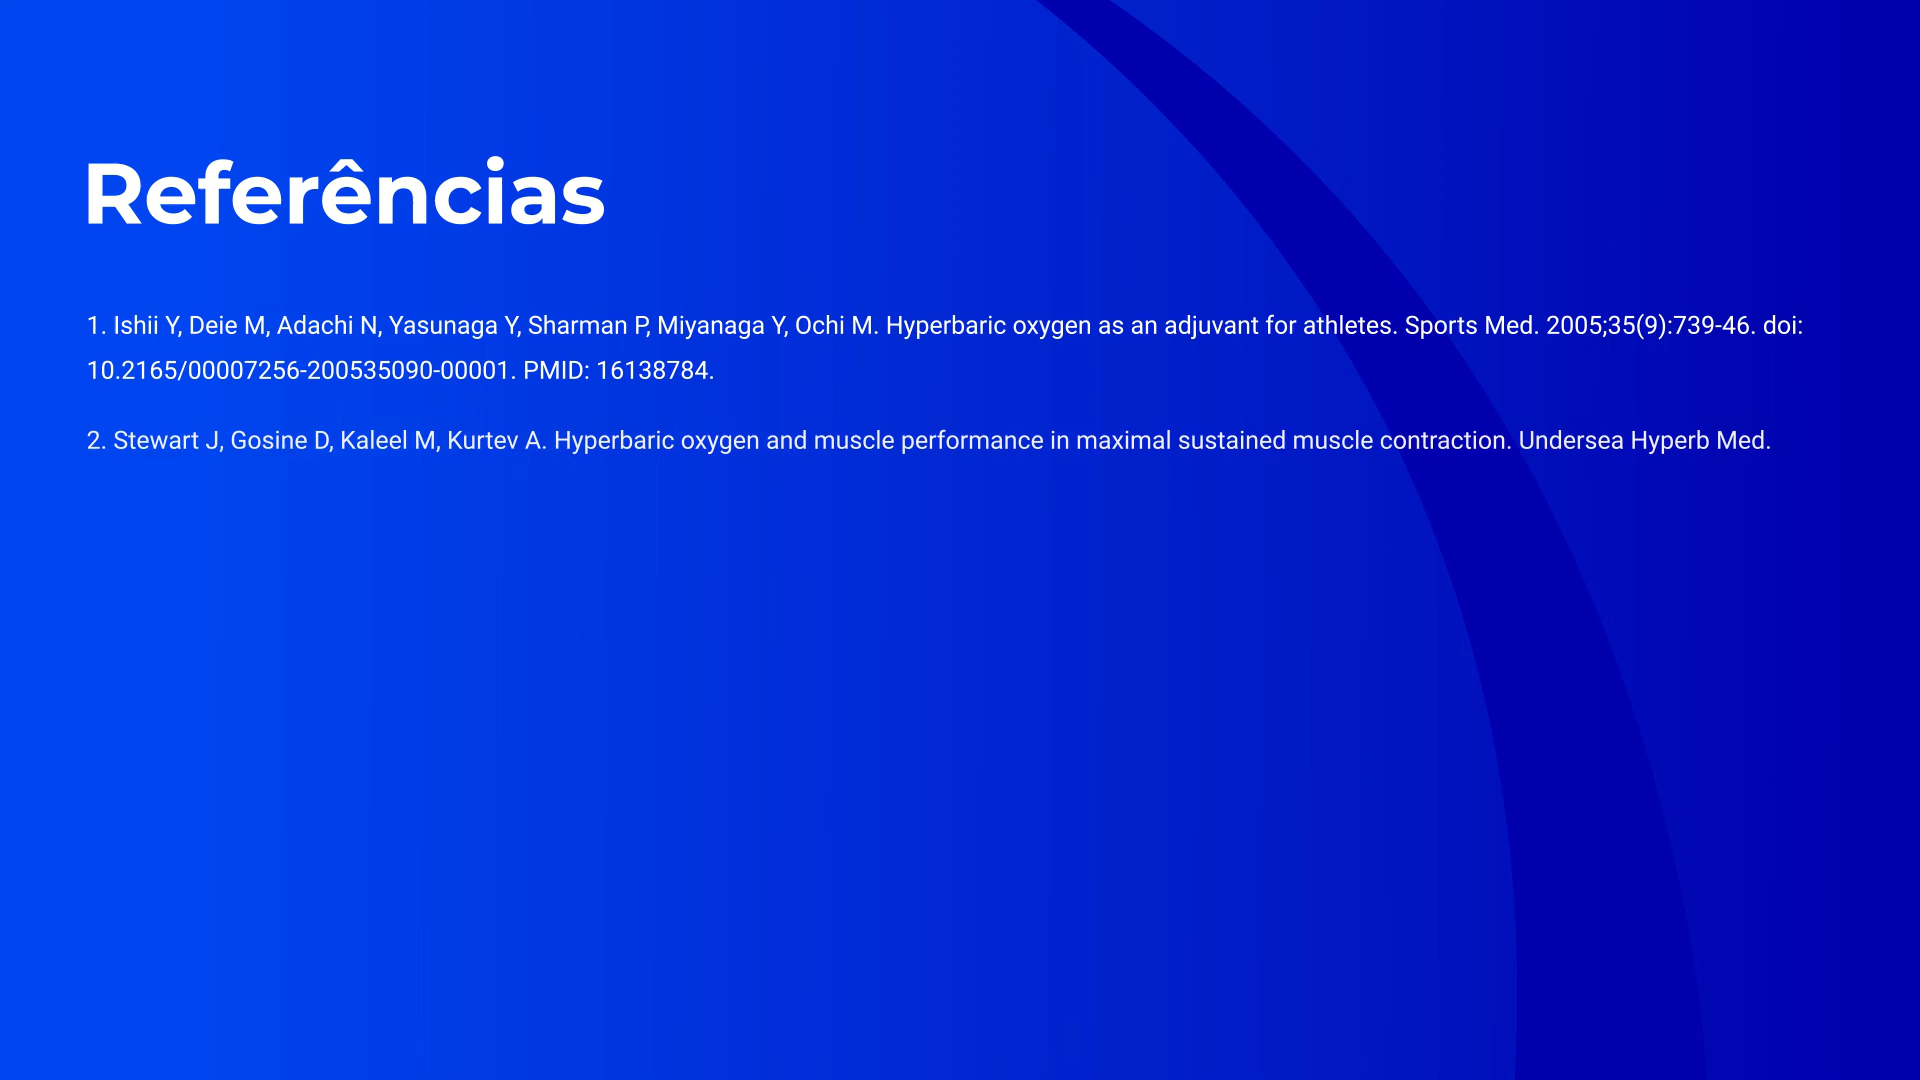 Referências
1. Ishii Y, Deie M, Adachi N, Yasunaga Y, Sharman P, Miyanaga Y, Ochi M. Hyperbaric oxygen as an adjuvant for athletes. Sports Med. 2005;35(9):739-46. doi:
10.2165/00007256-200535090-00001. PMID: 16138784.
2. Stewart J, Gosine D, Kaleel M, Kurtev A. Hyperbaric oxygen and muscle performance in maximal sustained muscle contraction. Undersea Hyperb Med.